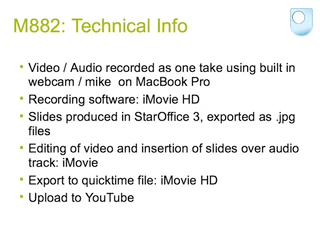 M882: Technical Info
• Video / Audio recorded as one take using built in
webcam / mike  on MacBook Pro
• Recording software: iMovie HD
• Slides produced in StarOffice 3, exported as .jpg
files
• Editing of video and insertion of slides over audio
track: iMovie
• Export to quicktime file: iMovie HD
• Upload to YouTube